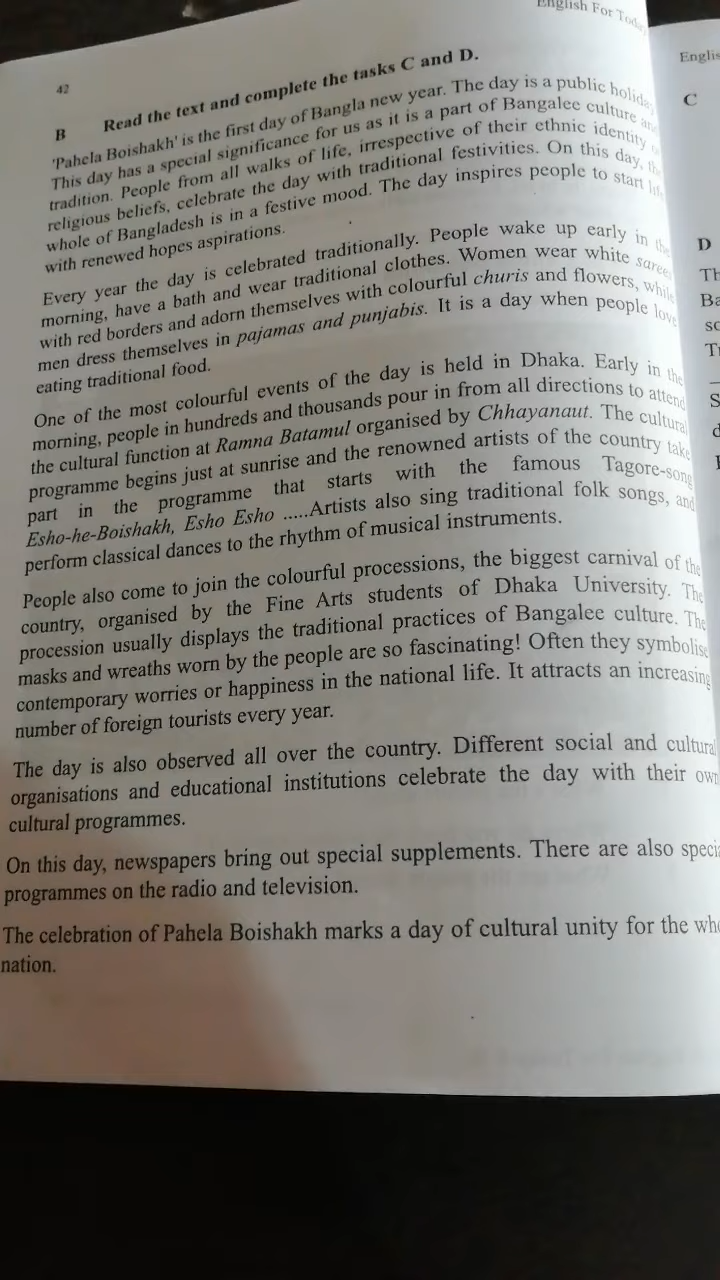 English For Today
42
B Read the text and complete the tasks C and D.
'Pahela Boishakh' is the first day of Bangla new year. The day is a public holiday.
This day has a special significance for us as it is a part of Bangalee culture and
tradition. People from all walks of life, irrespective of their ethnic identity
religious beliefs, celebrate the day with traditional festivities. On this day, the
whole of Bangladesh is in a festive mood. The day inspires people to start life
with renewed hopes aspirations.
Every year the day is celebrated traditionally. People wake up early in the
morning, have a bath and wear traditional clothes. Women wear white sarees
with red borders and adorn themselves with colourful churis and flowers, while
men dress themselves in pajamas and punjabis. It is a day when people love
eating traditional food.
One of the most colourful events of the day is held in Dhaka. Early in the
morning, people in hundreds and thousands pour in from all directions to attend
the cultural function at Ramna Batamul organised by Chhayanaut. The cultural
programme begins just at sunrise and the renowned artists of the country take
part in the programme that starts with the famous Tagore-song
Esho-he-Boishakh, Esho Esho .....Artists also sing traditional folk songs, and
perform classical dances to the rhythm of musical instruments.
People also come to join the colourful processions, the biggest carnival of the
country, organised by the Fine Arts students of Dhaka University. The
procession usually displays the traditional practices of Bangalee culture. The
masks and wreaths worn by the people are so fascinating! Often they symbolise
contemporary worries or happiness in the national life. It attracts an increasing
number of foreign tourists every year.
The day is also observed all over the country. Different social and cultural
organisations and educational institutions celebrate the day with their own
cultural programmes.
On this day, newspapers bring out special supplements. There are also specia
programmes on the radio and television.
The celebration of Pahela Boishakh marks a day of cultural unity for the who
nation.
Englis
C
D
Th
Ba
so
Tr
S
d